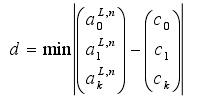 d = min | ( a_0^{L,n} a_1^{L,n} a_k^{L,n} ) − ( c_0 c_1 c_k ) |